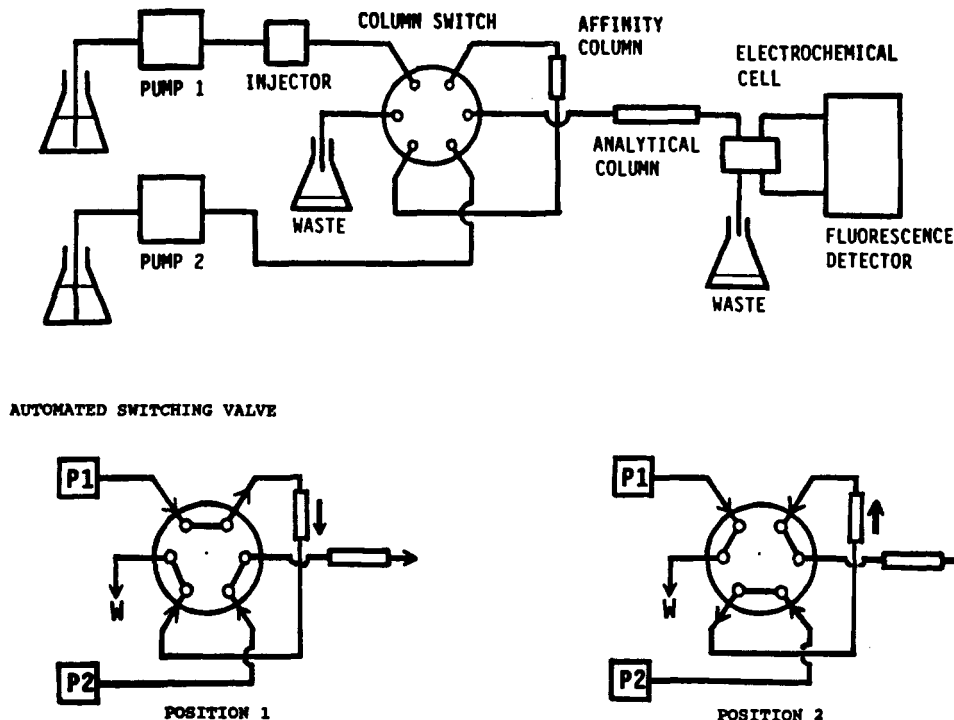 COLUMN SWITCH
AFFINITY
COLUMN
ELECTROCHEMICAL
CELL
PUMP 1
INJECTOR
ANALYTICAL
COLUMN
WASTE
PUMP 2
FLUORESCENCE
DETECTOR
WASTE
AUTOMATED SWITCHING VALVE
P1
W
P2
POSITION 1
P1
W
P2
POSITION 2